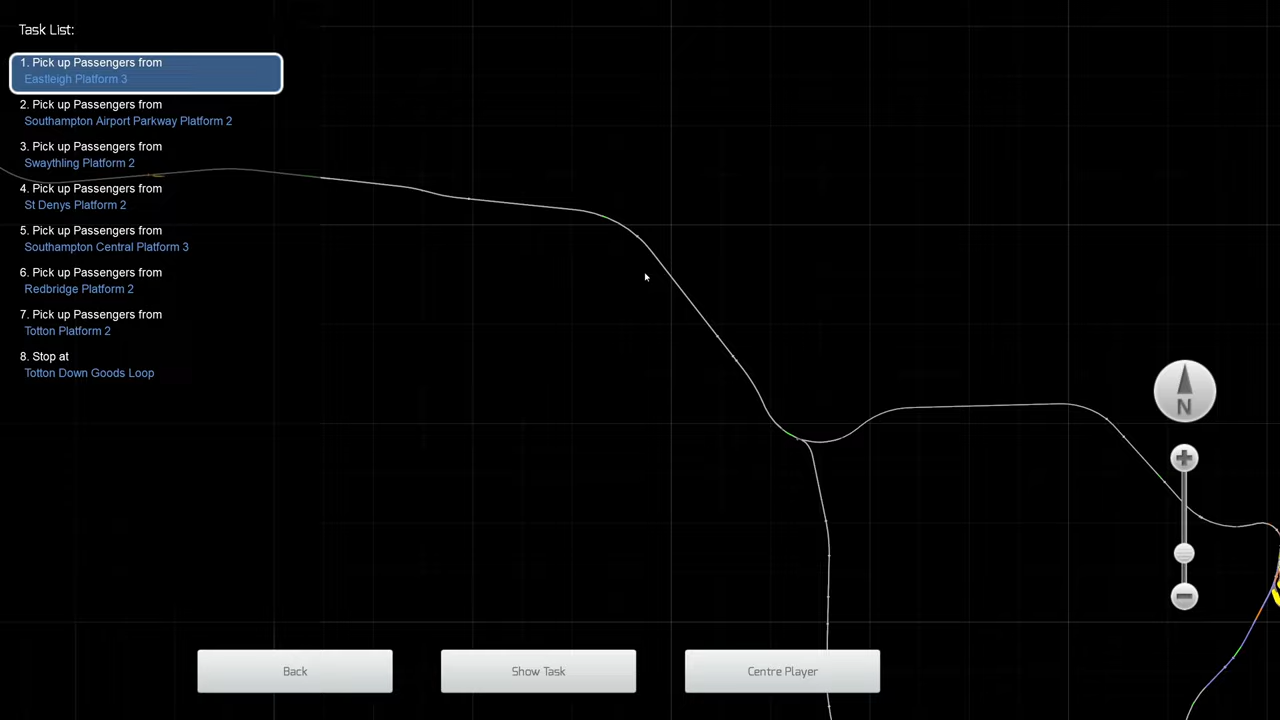 Task List:
1. Pick up Passengers from
Eastleigh Platform 3
2. Pick up Passengers from
Southampton Airport Parkway Platform 2
3. Pick up Passengers from
Swaythling Platform 2
4. Pick up Passengers from
St Denys Platform 2
5. Pick up Passengers from
Southampton Central Platform 3
6. Pick up Passengers from
Redbridge Platform 2
7. Pick up Passengers from
Totton Platform 2
8. Stop at
Totton Down Goods Loop
N
Back
Show Task
Centre Player